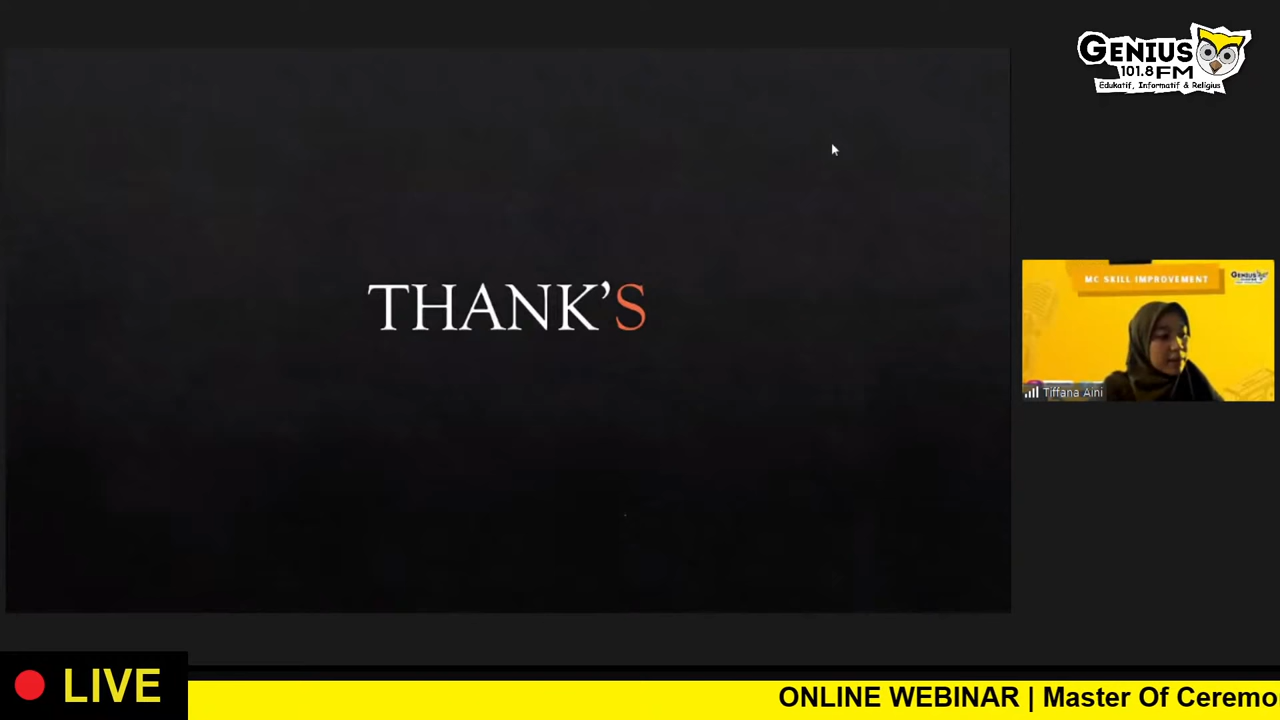 GENIUS
101.8 FM
Edukatif, Informatif & Religius
THANK'S
MC SKILL IMPROVEMENT
GENIUS
Tiffana Aini
LIVE
ONLINE WEBINAR | Master Of Ceremo